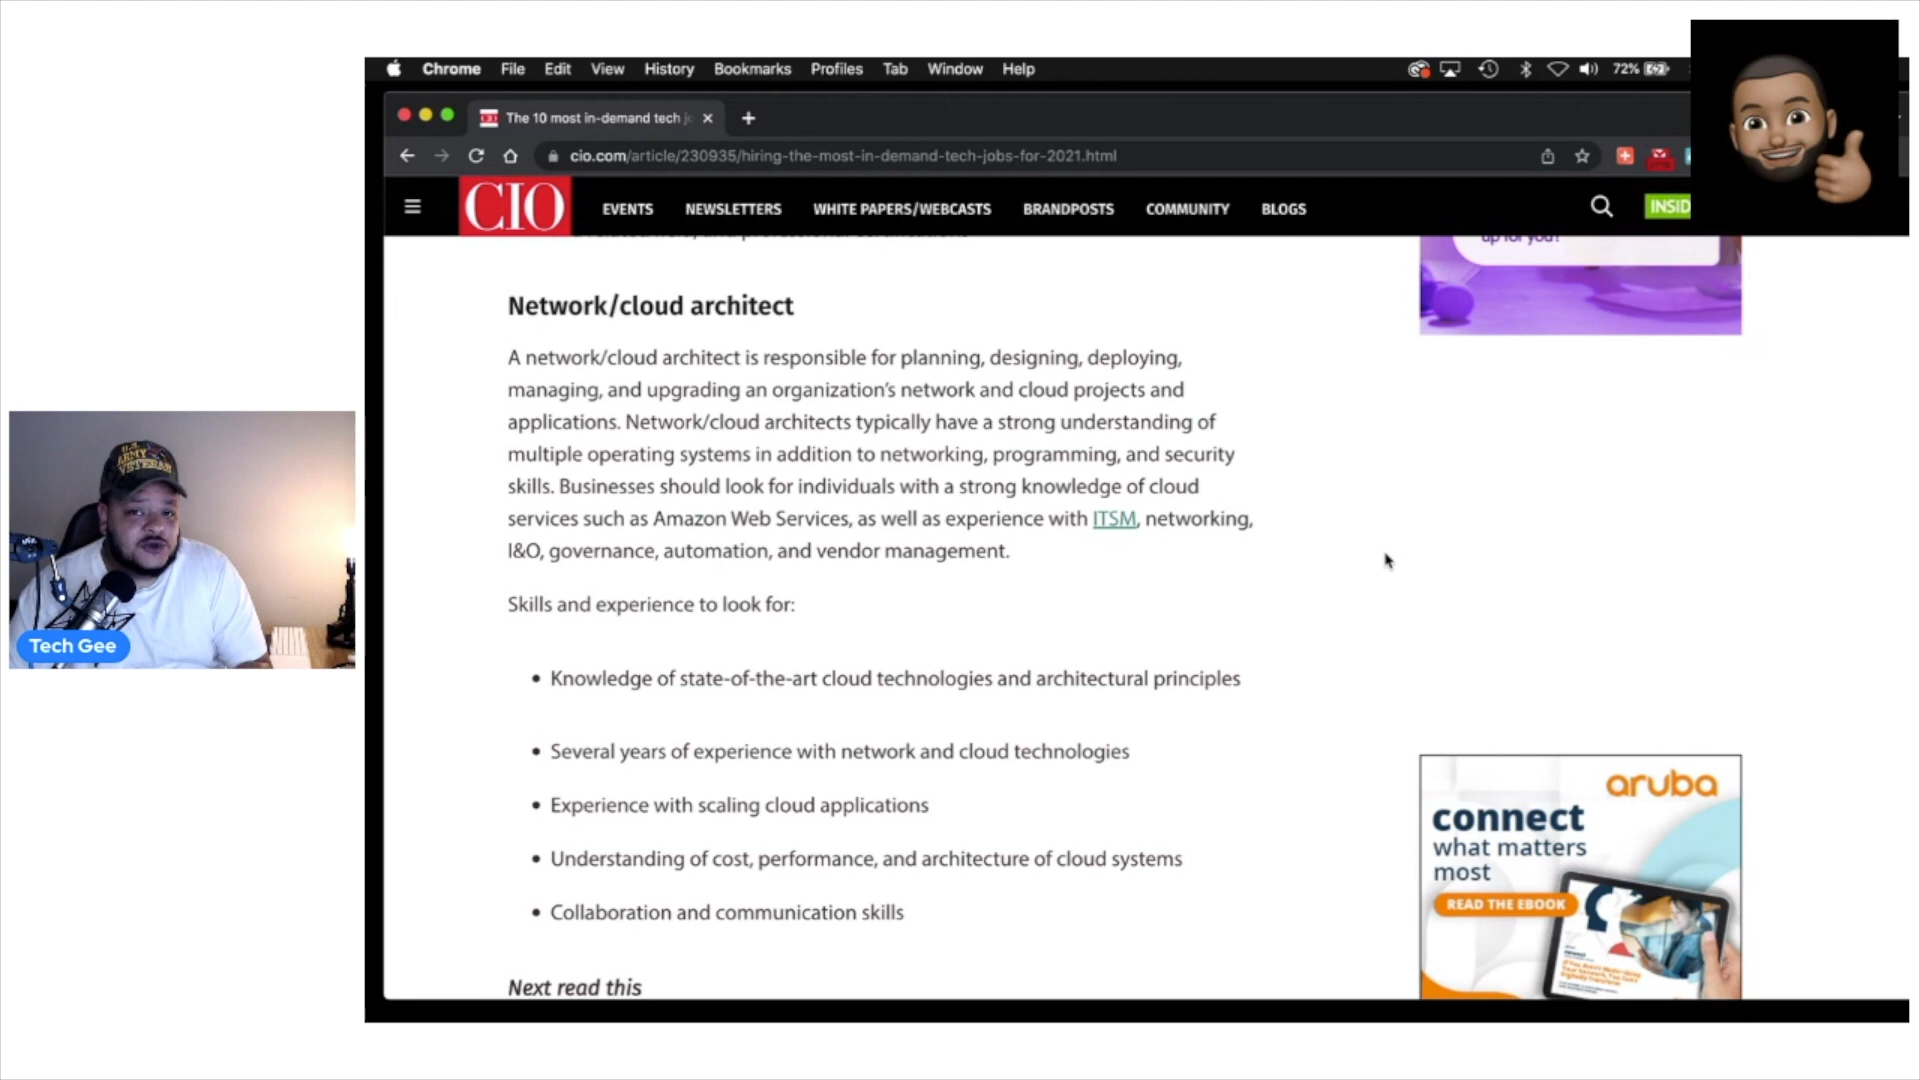 Chrome File Edit View History Bookmarks Profiles Tab Window Help
72%
The 10 most in-demand tech
cio.com/article/230935/hiring-the-most-in-demand-tech-jobs-for-2021.html
CIO
EVENTS NEWSLETTERS WHITE PAPERS/WEBCASTS BRANDPOSTS COMMUNITY BLOGS
INSID
up for you?
Network/cloud architect
A network/cloud architect is responsible for planning, designing, deploying,
managing, and upgrading an organization's network and cloud projects and
applications. Network/cloud architects typically have a strong understanding of
multiple operating systems in addition to networking, programming, and security
skills. Businesses should look for individuals with a strong knowledge of cloud
services such as Amazon Web Services, as well as experience with ITSM, networking,
I&O, governance, automation, and vendor management.
Skills and experience to look for:
• Knowledge of state-of-the-art cloud technologies and architectural principles
• Several years of experience with network and cloud technologies
• Experience with scaling cloud applications
• Understanding of cost, performance, and architecture of cloud systems
• Collaboration and communication skills
Next read this
U.S.
ARMY
VETERAN
Tech Gee
aruba
connect
what matters
most
READ THE EBOOK